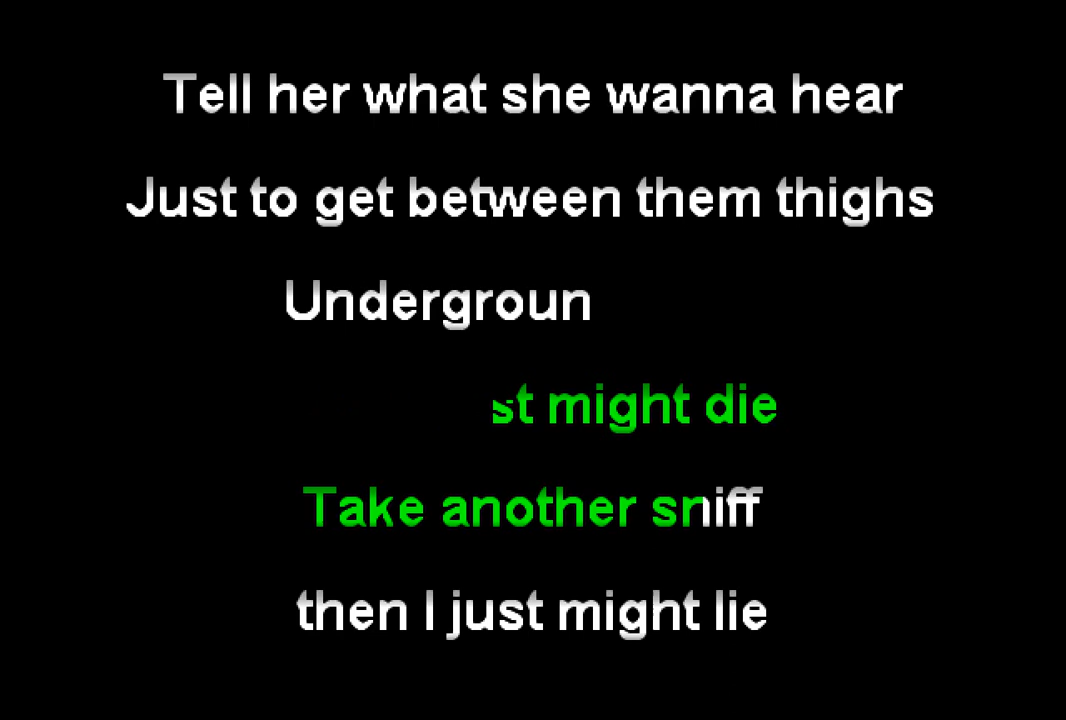 Tell her what she wanna hear
Just to get between them thighs
Undergroun
st might die
Take another sniff
then I just might lie